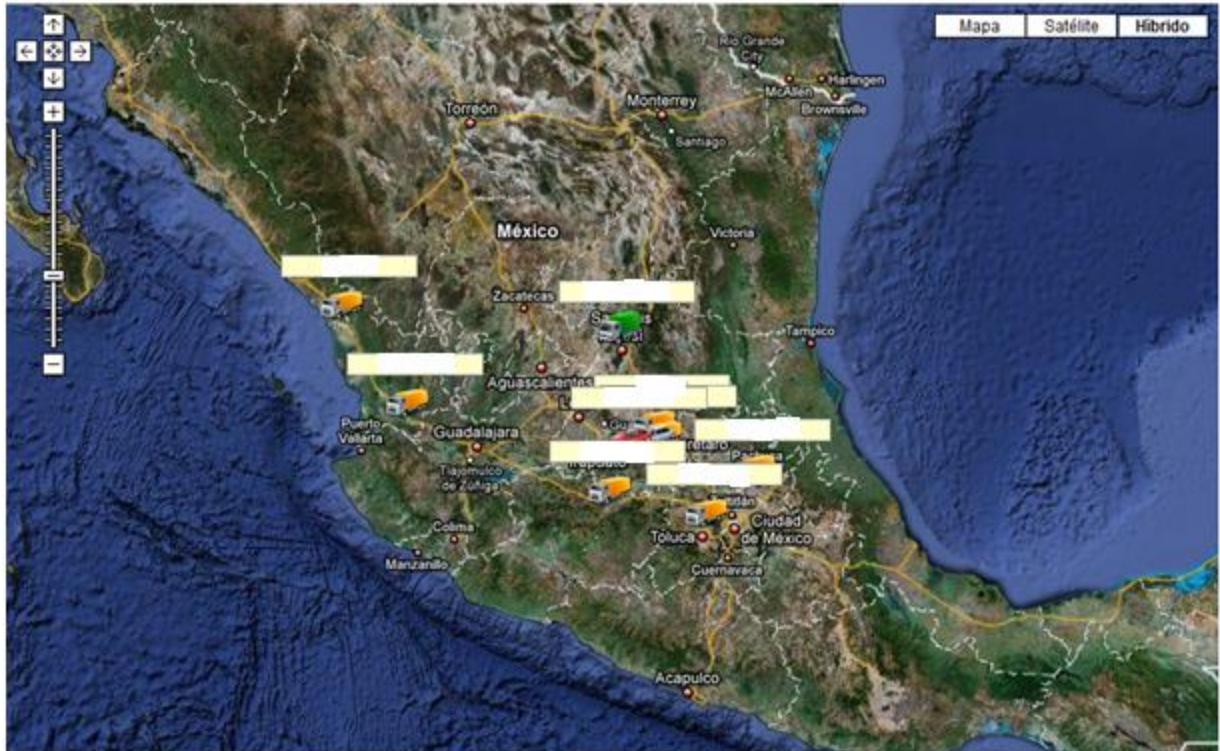 Mapa Satélite Híbrido
Rio Grande
City
Harlingen
McAllen
Brownsville
Torreón
Monterrey
Santiago
México
Victoria
Zacatecas
Tampico
Aguascalientes
Puerto
Vallarta
Guadalajara
Tlajomulco
de Zúñiga
Colima
Manzanillo
Toluca
Ciudad
de México
Cuernavaca
Acapulco